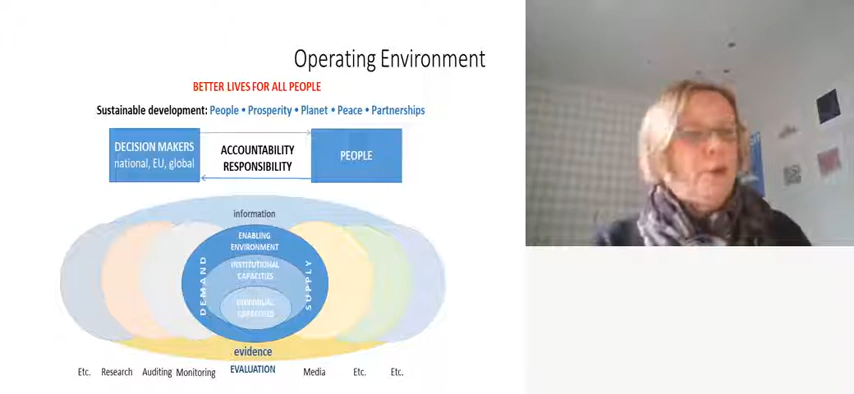 Operating Environment
BETTER LIVES FOR ALL PEOPLE
Sustainable development: People • Prosperity • Planet • Peace • Partnerships
DECISION MAKERS
national, EU, global
ACCOUNTABILITY
RESPONSIBILITY
PEOPLE
information
ENABLING
ENVIRONMENT
INSTITUTIONAL
CAPACITIES
DEMAND
SUPPLY
INDIVIDUAL
CAPACITIES
evidence
Etc. Research Auditing Monitoring EVALUATION Media Etc. Etc.